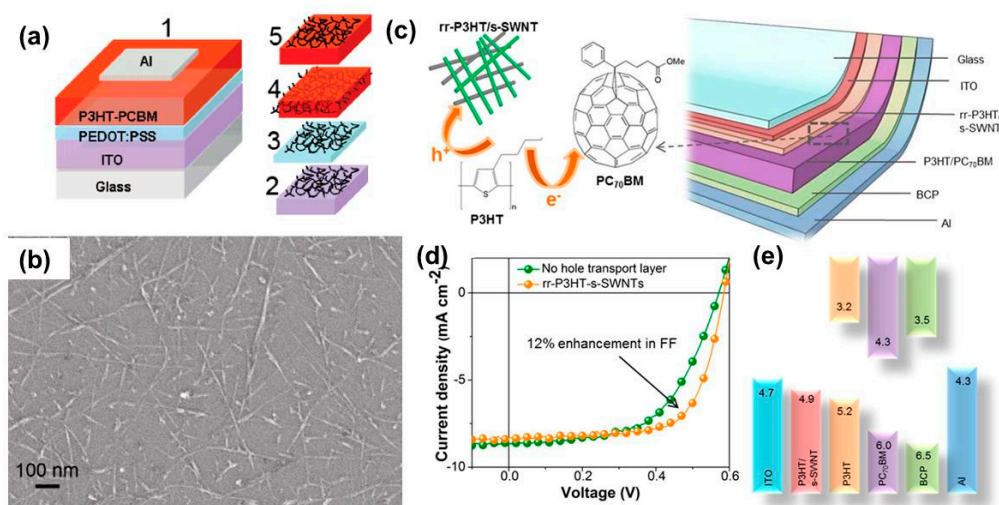 (a)
1
Al
P3HT-PCBM
PEDOT:PSS
ITO
Glass
5
4
3
2
(b)
100 nm
(c)
rr-P3HT/s-SWNT
h+
e-
P3HT
n
OMe
O
PC70BM
Glass
ITO
rr-P3HT/
s-SWNT
P3HT/PC70BM
BCP
Al
(d)
Current density (mA cm-2)
0
-5
-10
No hole transport layer
rr-P3HT-s-SWNTs
12% enhancement in FF
0.0
0.2
0.4
0.6
Voltage (V)
(e)
3.2
4.3
3.5
4.7
ITO
4.9
P3HT/
s-SWNT
5.2
P3HT
6.0
PC70BM
6.5
BCP
4.3
Al